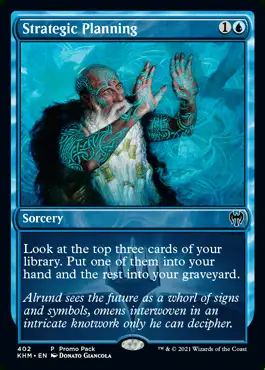 Strategic Planning 1
Sorcery
Look at the top three cards of your
library. Put one of them into your
hand and the rest into your graveyard.
Alrund sees the future as a whorl of signs
and symbols, omens interwoven in an
intricate knotwork only he can decipher.
402 P Promo Pack
KHM • EN DONATO GIANCOLA ™ & © 2021 Wizards of the Coast